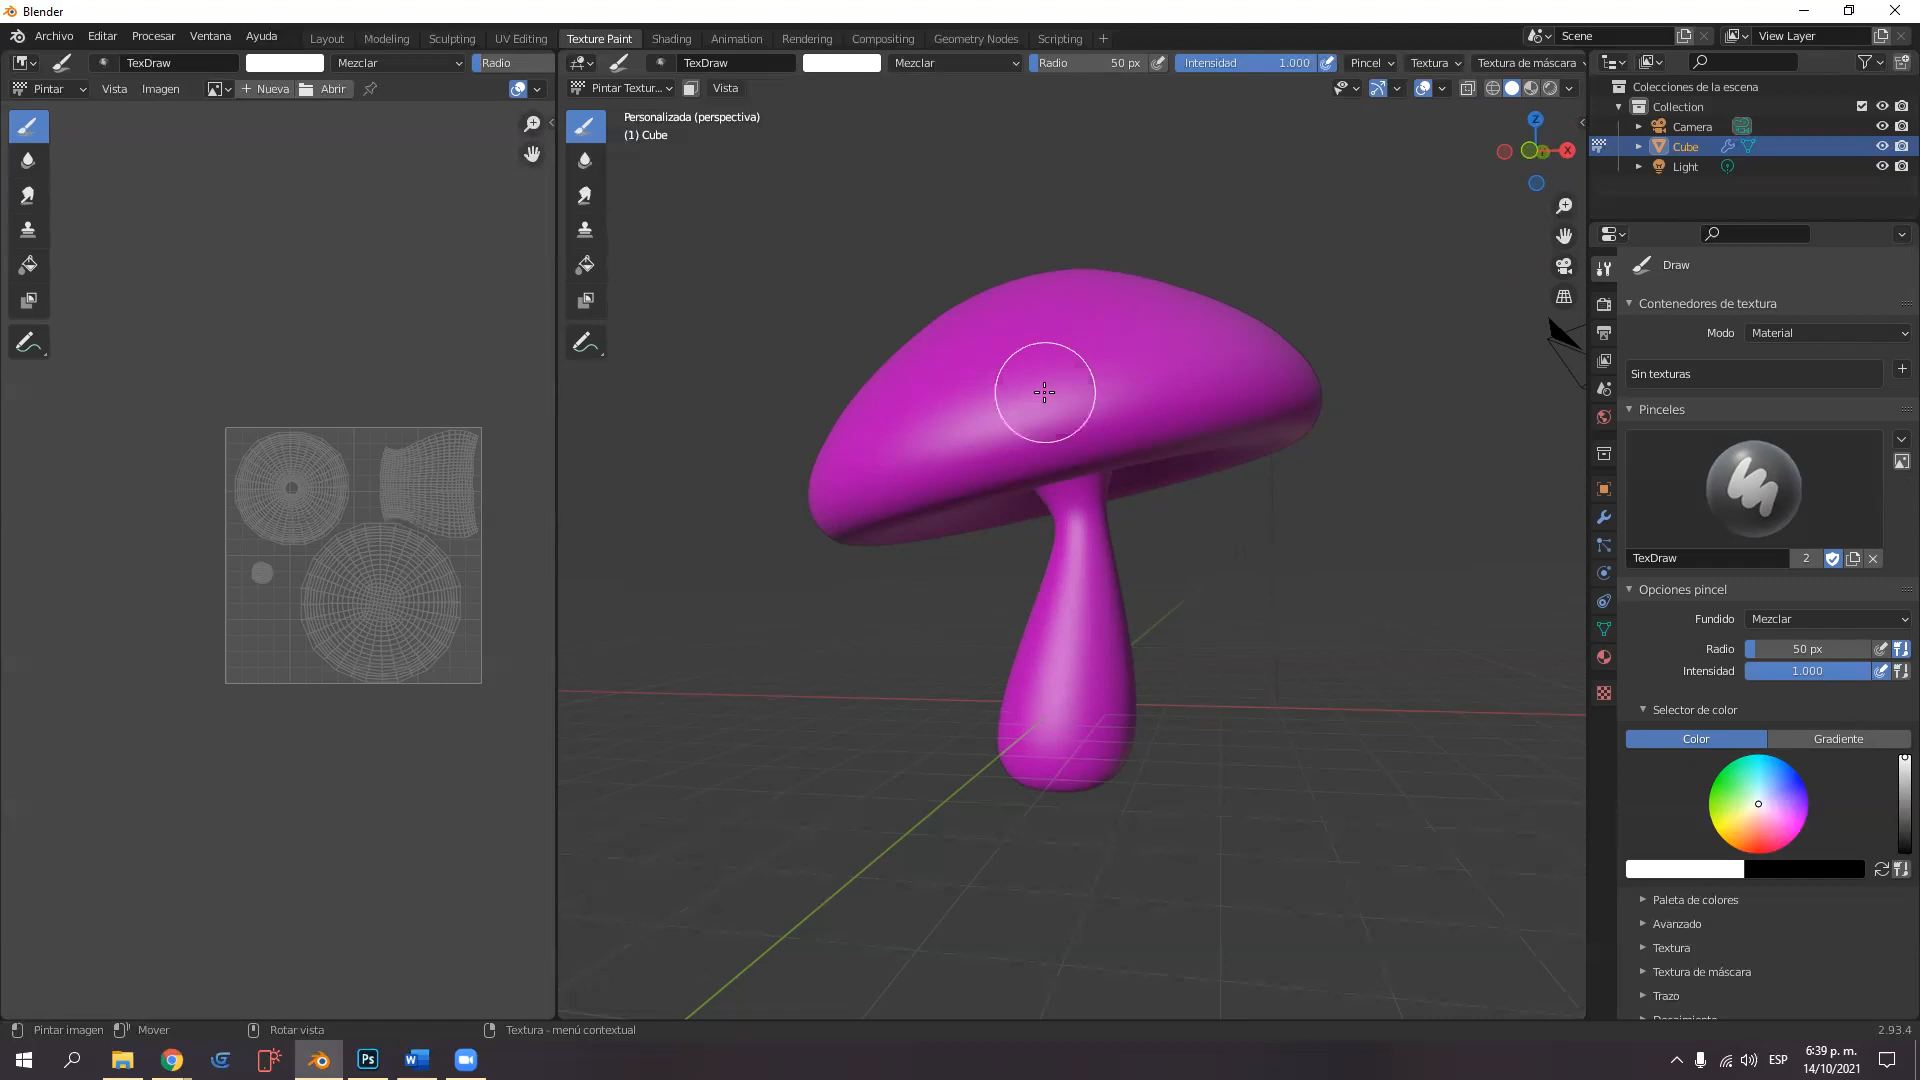 Blender
Archivo Editar Procesar Ventana Ayuda Layout Modeling Sculpting UV Editing Texture Paint Shading Animation Rendering Compositing Geometry Nodes Scripting Scene View Layer
TexDraw Mezclar Radio TexDraw Mezclar Radio 50 px Intensidad 1.000 Pincel Textura Textura de máscara
Pintar Vista Imagen Nueva Abrir Pintar Textur... Vista
Colecciones de la escena
Collection
Camera
Cube
Light
Personalizada (perspectiva)
(1) Cube
Z
X
Draw
Contenedores de textura
Modo Material
Sin texturas
Pinceles
TexDraw 2
Opciones pincel
Fundido Mezclar
Radio 50 px
Intensidad 1.000
Selector de color
Color Gradiente
Paleta de colores
Avanzado
Textura
Textura de máscara
Trazo
Pintar imagen Mover Rotar vista Textura - menú contextual 2.93.4
Ps ESP 6:39 p. m.
14/10/2021